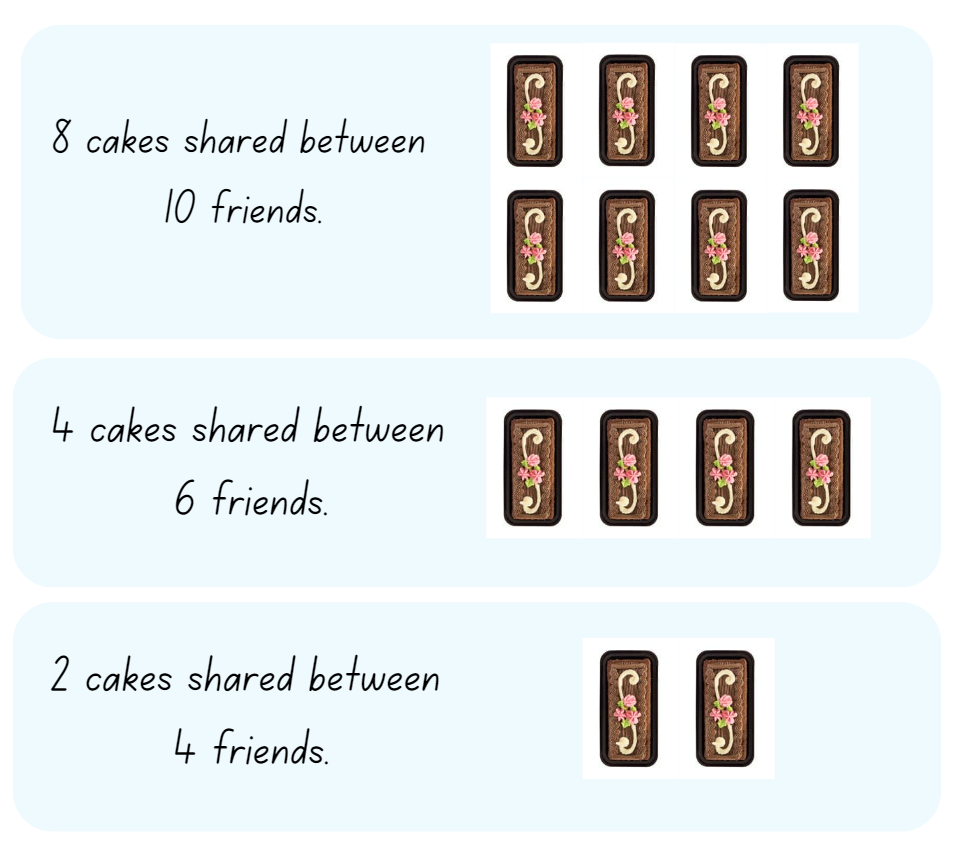 8 cakes shared between
10 friends.
4 cakes shared between
6 friends.
2 cakes shared between
4 friends.